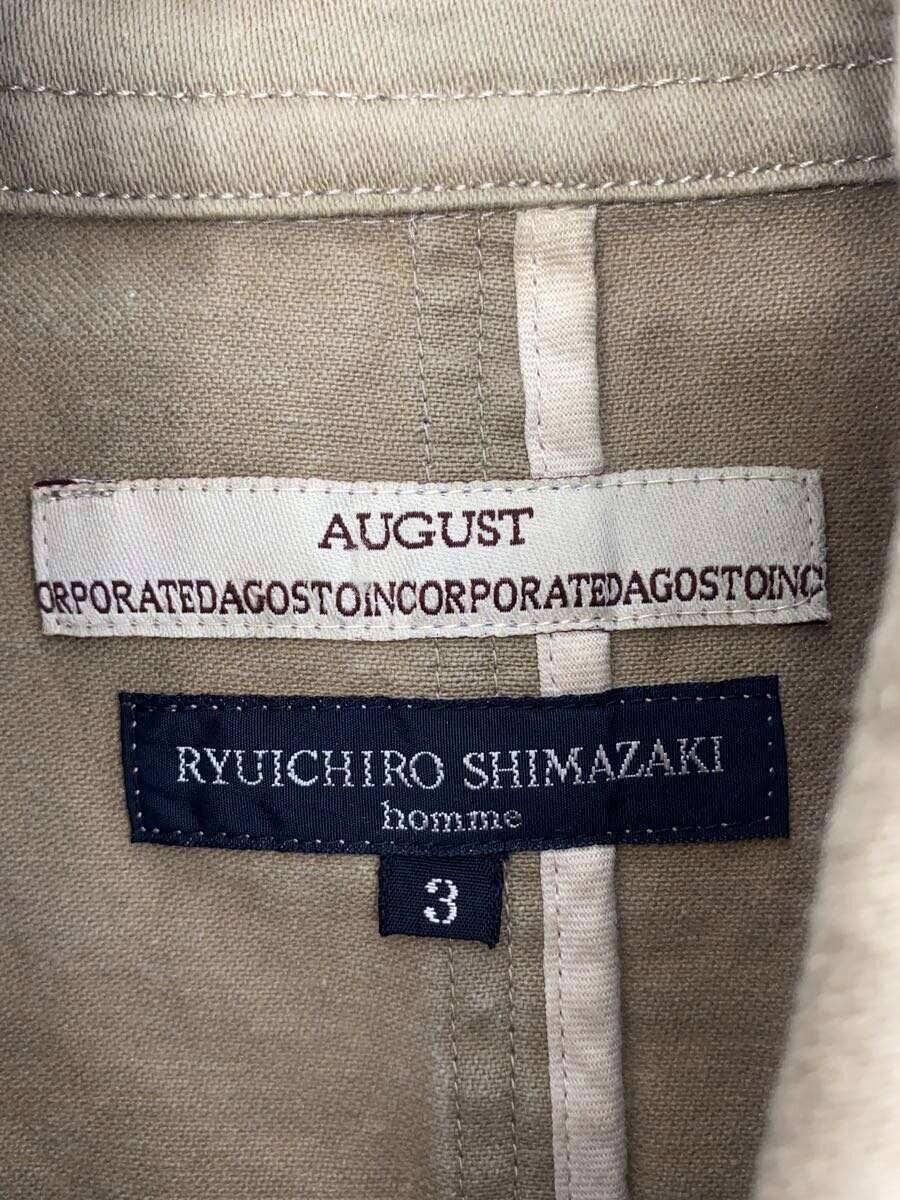 AUGUST
ORPORATEDAGOSTOINCORPORATEDAGOSTOINC
RYUICHIRO SHIMAZAKI
homme
3